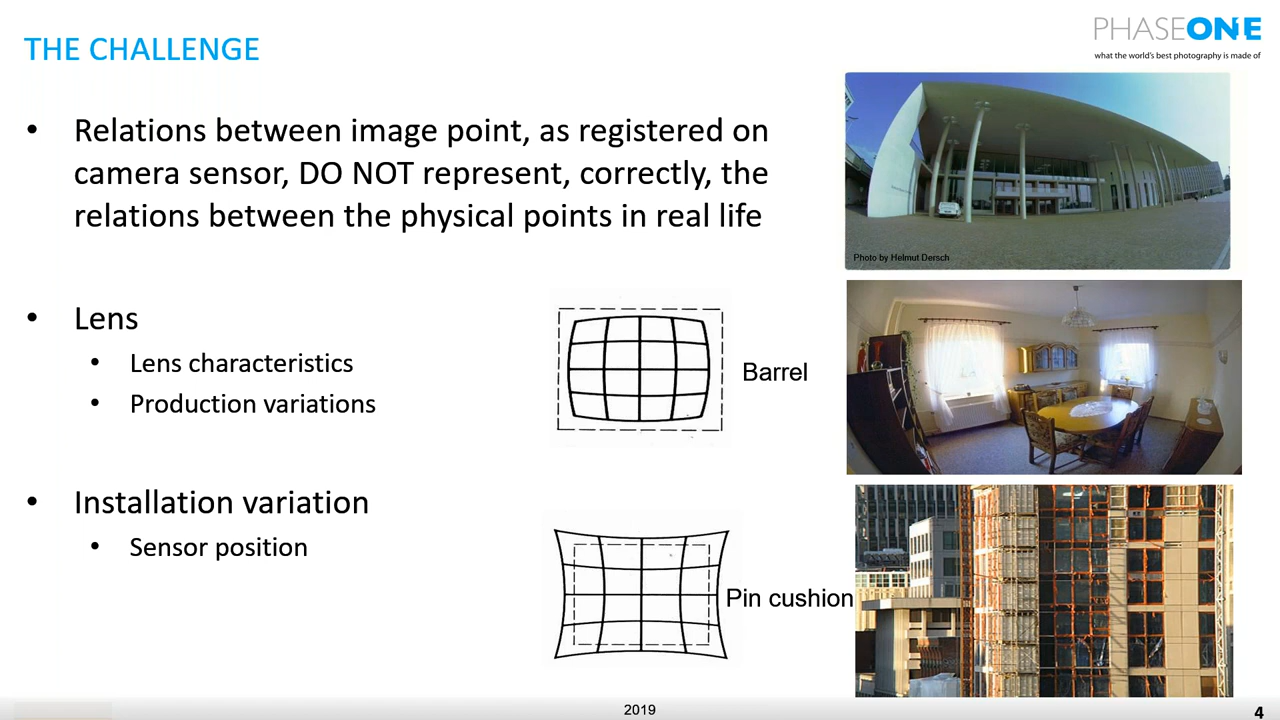 THE CHALLENGE
PHASEONE
what the world's best photography is made of
• Relations between image point, as registered on
camera sensor, DO NOT represent, correctly, the
relations between the physical points in real life
Photo by Helmut Dersch
• Lens
• Lens characteristics
• Production variations
Barrel
• Installation variation
• Sensor position
Pin cushion
2019
4